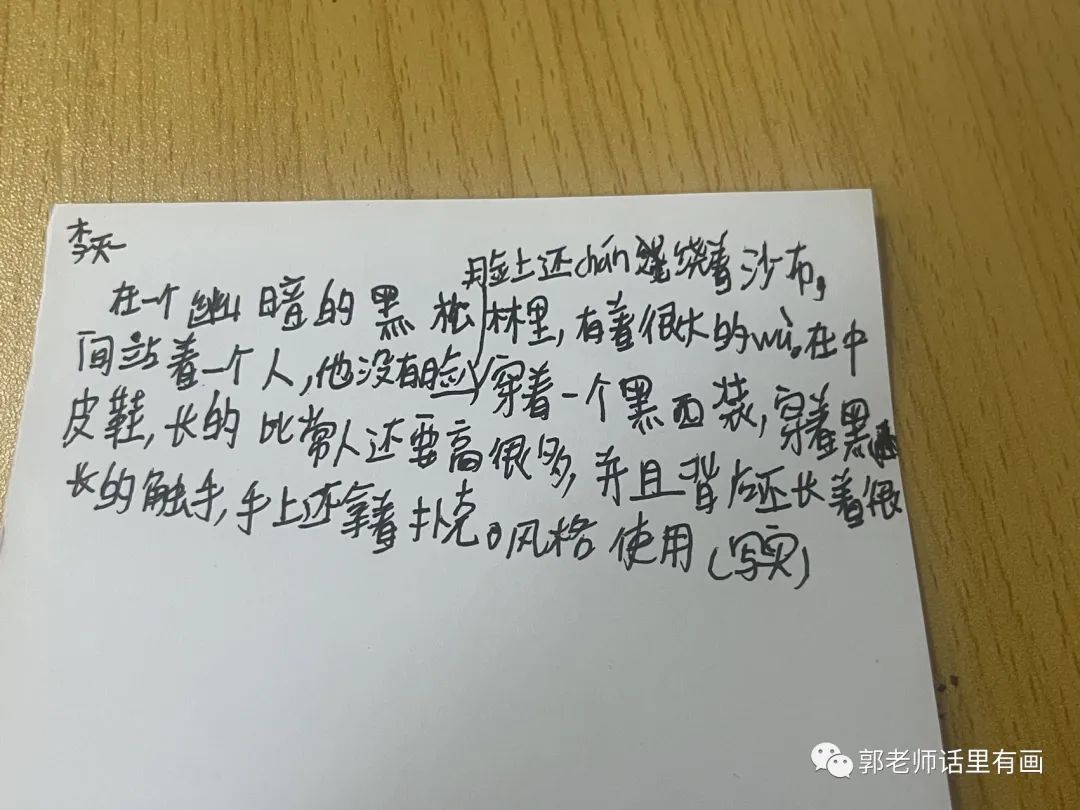 李
脸上还chán绕着沙布，
在一个幽暗的黑松林里，有着很大的wù。在中
间站着一个人，他没有脸，穿着一个黑西装，穿着黑
皮鞋，长的比常人还要高很多，并且背后还长着很
长的触手，手上还拿着扑克。风格使用（写实）
郭老师话里有画